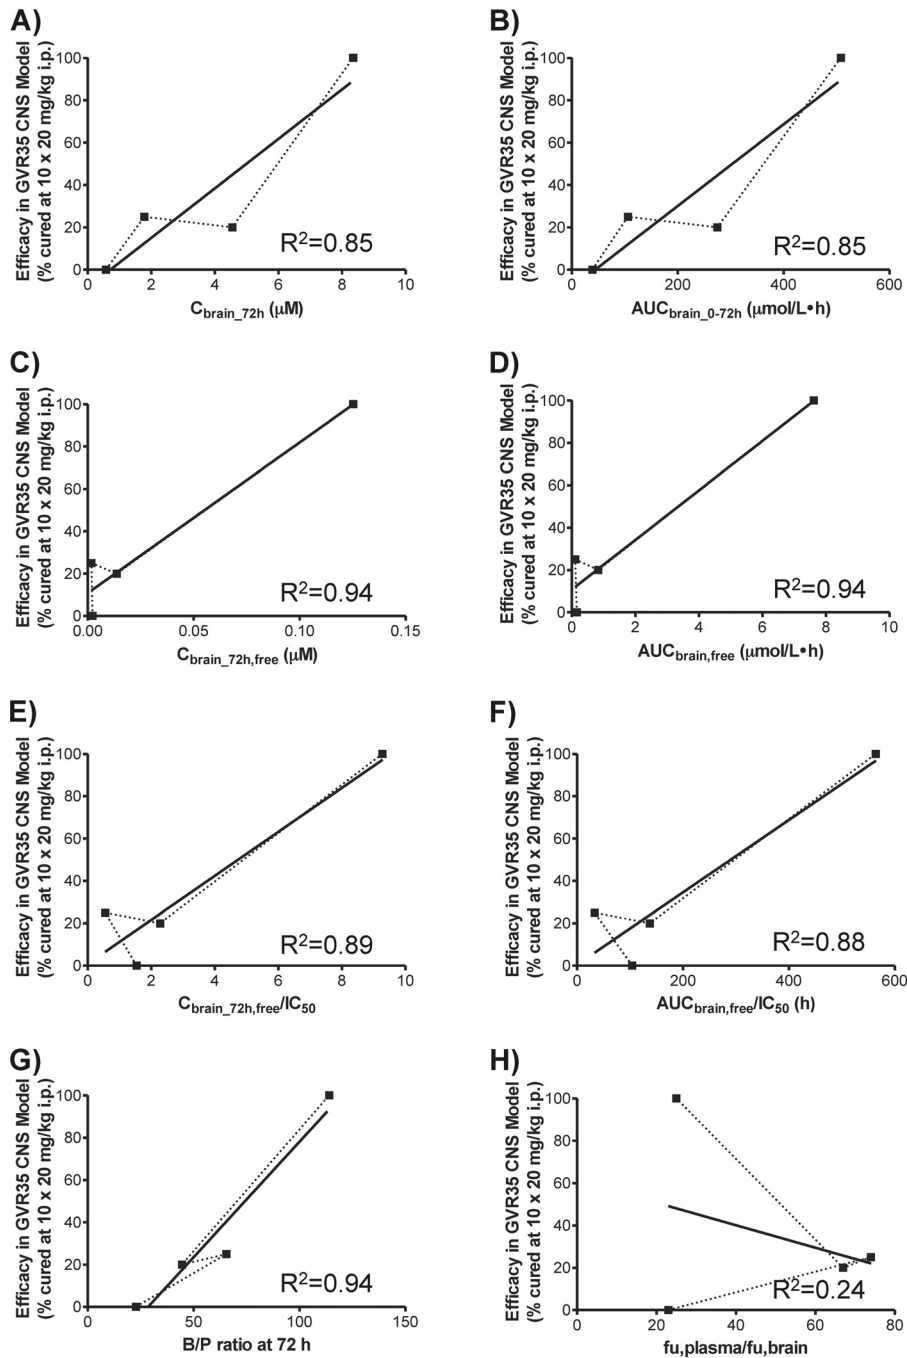 A)
Efficacy in GVR35 CNS Model
(% cured at 10 x 20 mg/kg i.p.)
100
80
60
40
20
0
0 2 4 6 8 10
R²=0.85
C_brain_72h (μM)
B)
Efficacy in GVR35 CNS Model
(% cured at 10 x 20 mg/kg i.p.)
100
80
60
40
20
0
0 200 400 600
R²=0.85
AUC_brain_0-72h (μmol/L•h)
C)
Efficacy in GVR35 CNS Model
(% cured at 10 x 20 mg/kg i.p.)
100
80
60
40
20
0
0.00 0.05 0.10 0.15
R²=0.94
C_brain_72h,free (μM)
D)
Efficacy in GVR35 CNS Model
(% cured at 10 x 20 mg/kg i.p.)
100
80
60
40
20
0
0 2 4 6 8 10
R²=0.94
AUC_brain,free (μmol/L•h)
E)
Efficacy in GVR35 CNS Model
(% cured at 10 x 20 mg/kg i.p.)
100
80
60
40
20
0
0 2 4 6 8 10
R²=0.89
C_brain_72h,free/IC50
F)
Efficacy in GVR35 CNS Model
(% cured at 10 x 20 mg/kg i.p.)
100
80
60
40
20
0
0 200 400 600
R²=0.88
AUC_brain,free/IC50 (h)
G)
Efficacy in GVR35 CNS Model
(% cured at 10 x 20 mg/kg i.p.)
100
80
60
40
20
0
0 50 100 150
R²=0.94
B/P ratio at 72 h
H)
Efficacy in GVR35 CNS Model
(% cured at 10 x 20 mg/kg i.p.)
100
80
60
40
20
0
0 20 40 60 80
R²=0.24
fu,plasma/fu,brain